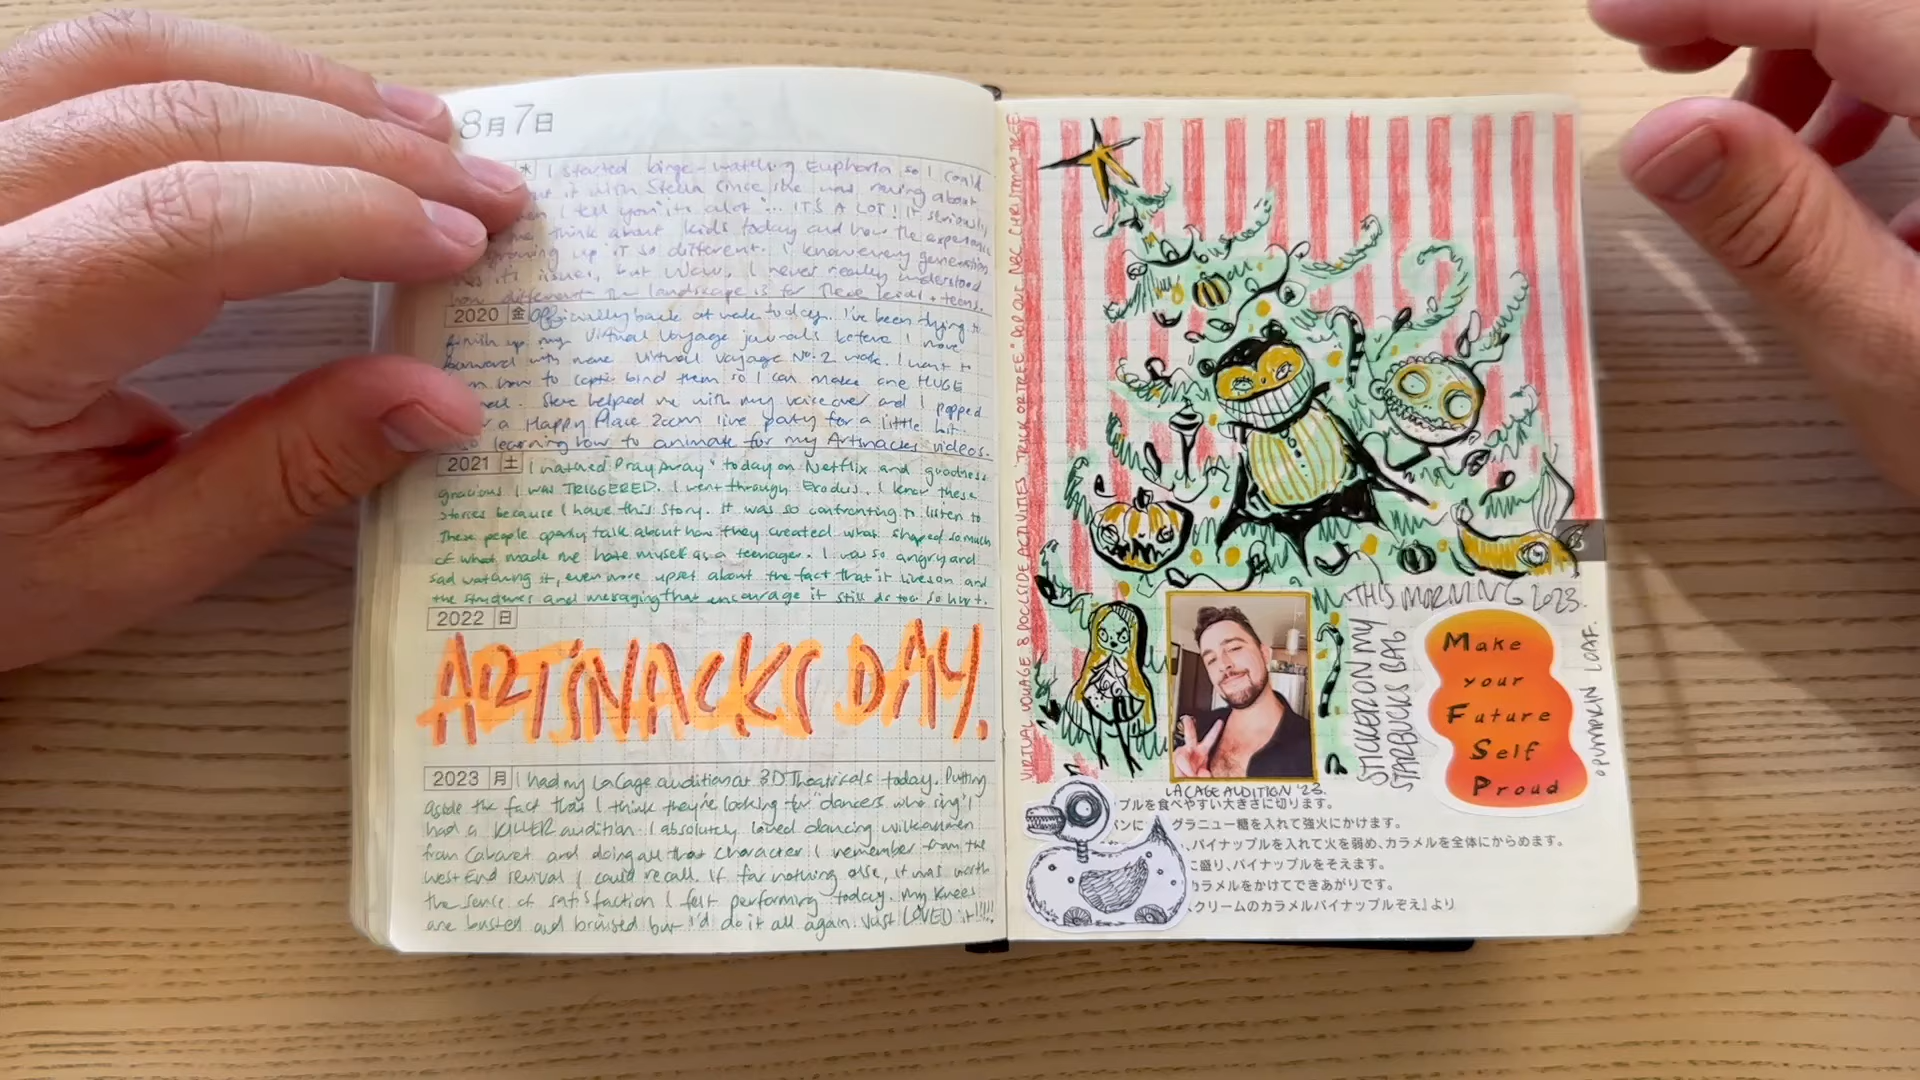 8月7日
水 I started binge-watching Euphoria so I could
it with Stella since she was raving about
I tell you "it's a lot"... IT'S A LOT! It seriously
me think about kids today and how the experience
growing up is so different. I know every generation
has its issues, but wow. I never really understood
how different the landscape is for these kids + teens.
2020 金 Officially back at work today. I've been trying to
finish up my Virtual Voyage journals before I move
forward with more Virtual Voyage No. 2 work. I want to
how to coptic bind them so I can make one HUGE
Steve helped me with my voiceover and I popped
a Happy Place Zoom live party for a little bit.
learning how to animate for my Artsnacks videos.
2021 土 I watched "Pray Away" today on Netflix and goodness
gracious I was TRIGGERED. I went through Exodus. I know these
stories because I have this story. It was so confronting to listen to
these people openly talk about how they created what shaped so much
of what made me hate myself as a teenager. I was so angry and
sad watching it, even more upset about the fact that it lives on and
the structures and messaging that encourage it still do too. So hurt.
2022 日
ARTSNACKS DAY.
2023 月 I had my La Cage audition at 3D Theatricals today. Putting
aside the fact that I think they're looking for "dancers who sing" I
had a KILLER audition. I absolutely loved dancing willkommen
from Cabaret and doing all that character I remember from the
West End revival I could recall. If for nothing else, it was worth
the sense of satisfaction I felt performing today. My knees
are busted and bruised but I'd do it all again. Just LOVED it!!!!!
VIRTUAL VOYAGE 8 POOLSIDE ACTIVITIES "TRICK OR TREE" POP OUT NBC CHRISTMAS TREE.
THIS MORNING 2023.
STICKER ON MY
STARBUCKS BAG
PUMPKIN LOAF.
Make
your
Future
Self
Proud
LA CAGE AUDITION '23.
プルを食べやすい大きさに切ります。
ンに
グラニュー糖を入れて強火にかけます。
、パイナップルを入れて火を弱め、カラメルを全体にからめます。
に盛り、パイナップルをそえます。
カラメルをかけてできあがりです。
クリームのカラメルパイナップルぞえ』より